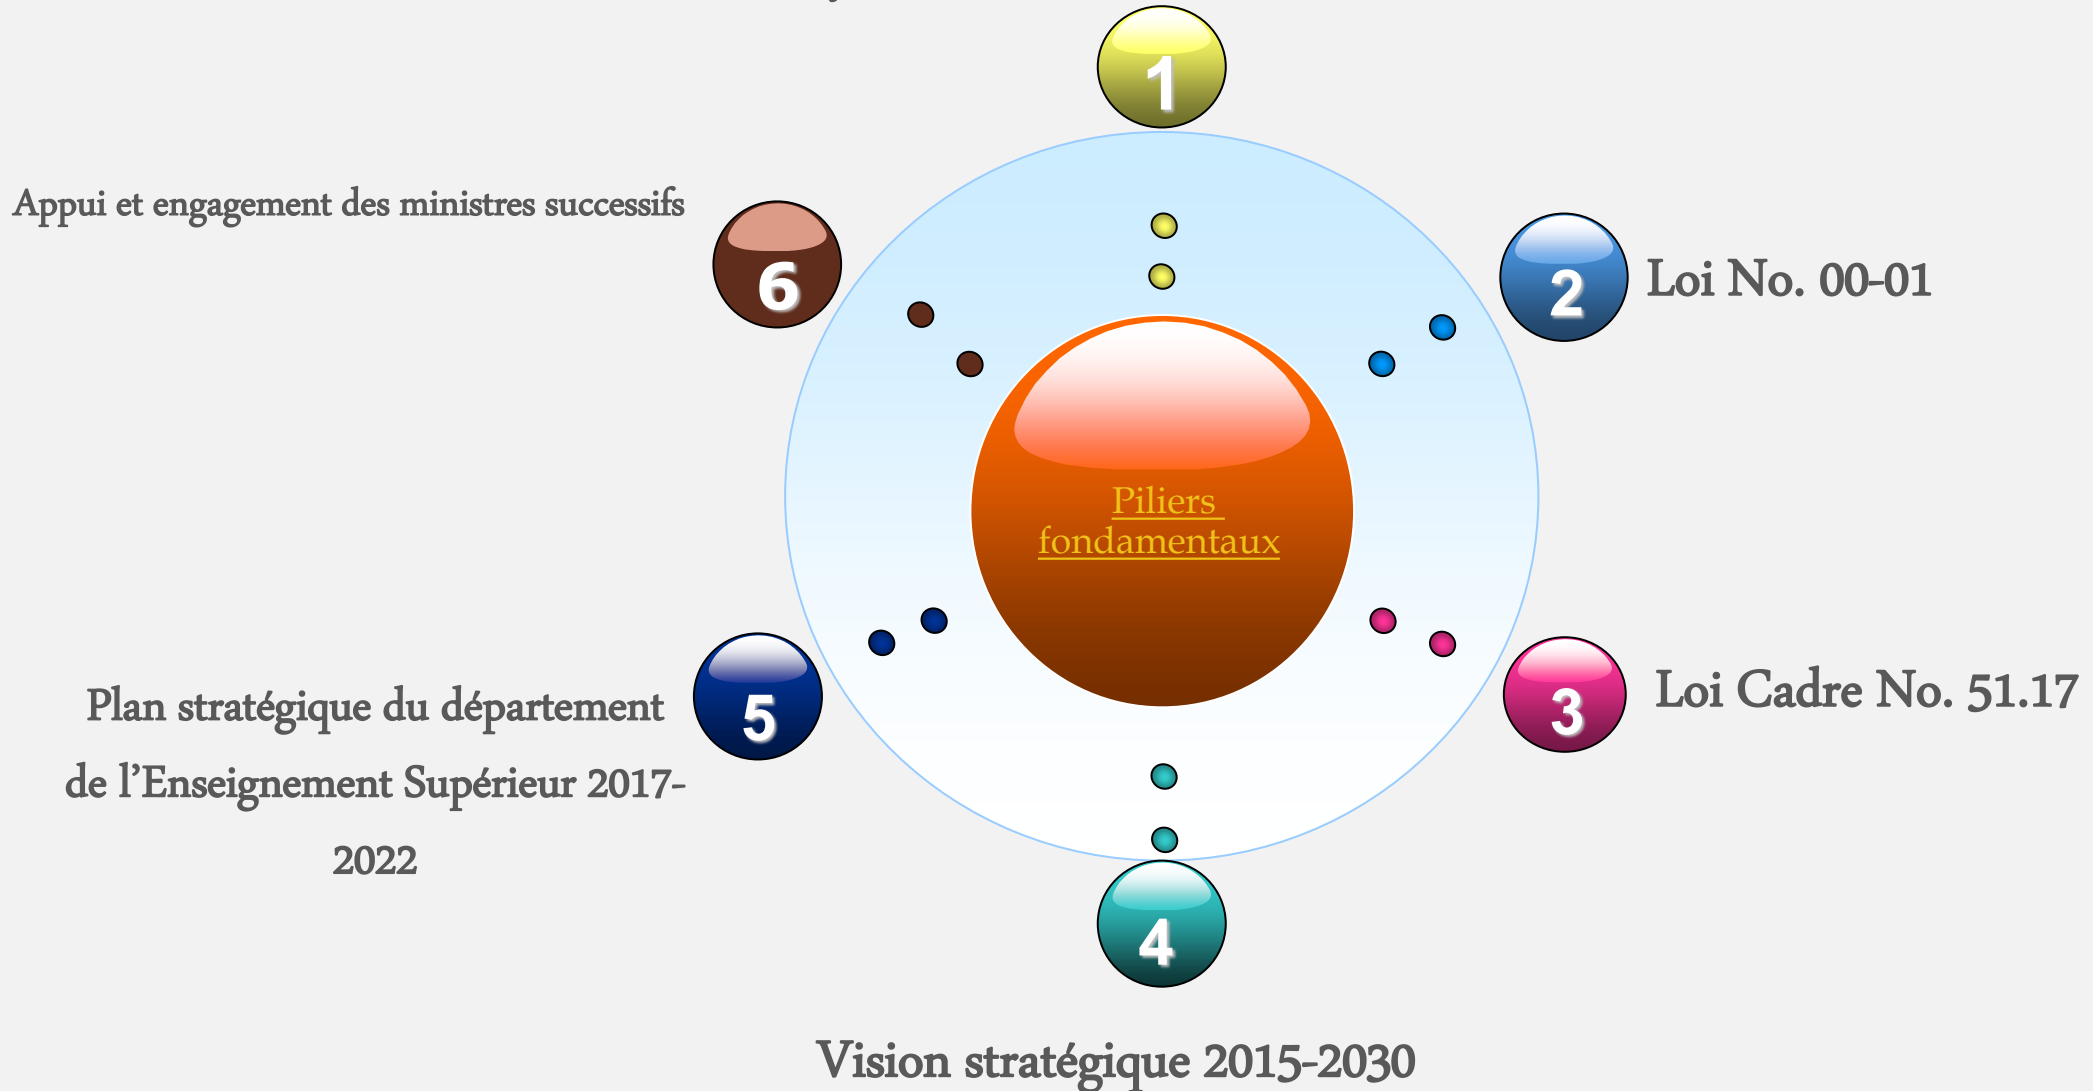 1
Appui et engagement des ministres successifs
6
2
Loi No. 00-01
Piliers
fondamentaux
5
3
Loi Cadre No. 51.17
Plan stratégique du département
de l’Enseignement Supérieur 2017-
2022
4
Vision stratégique 2015-2030